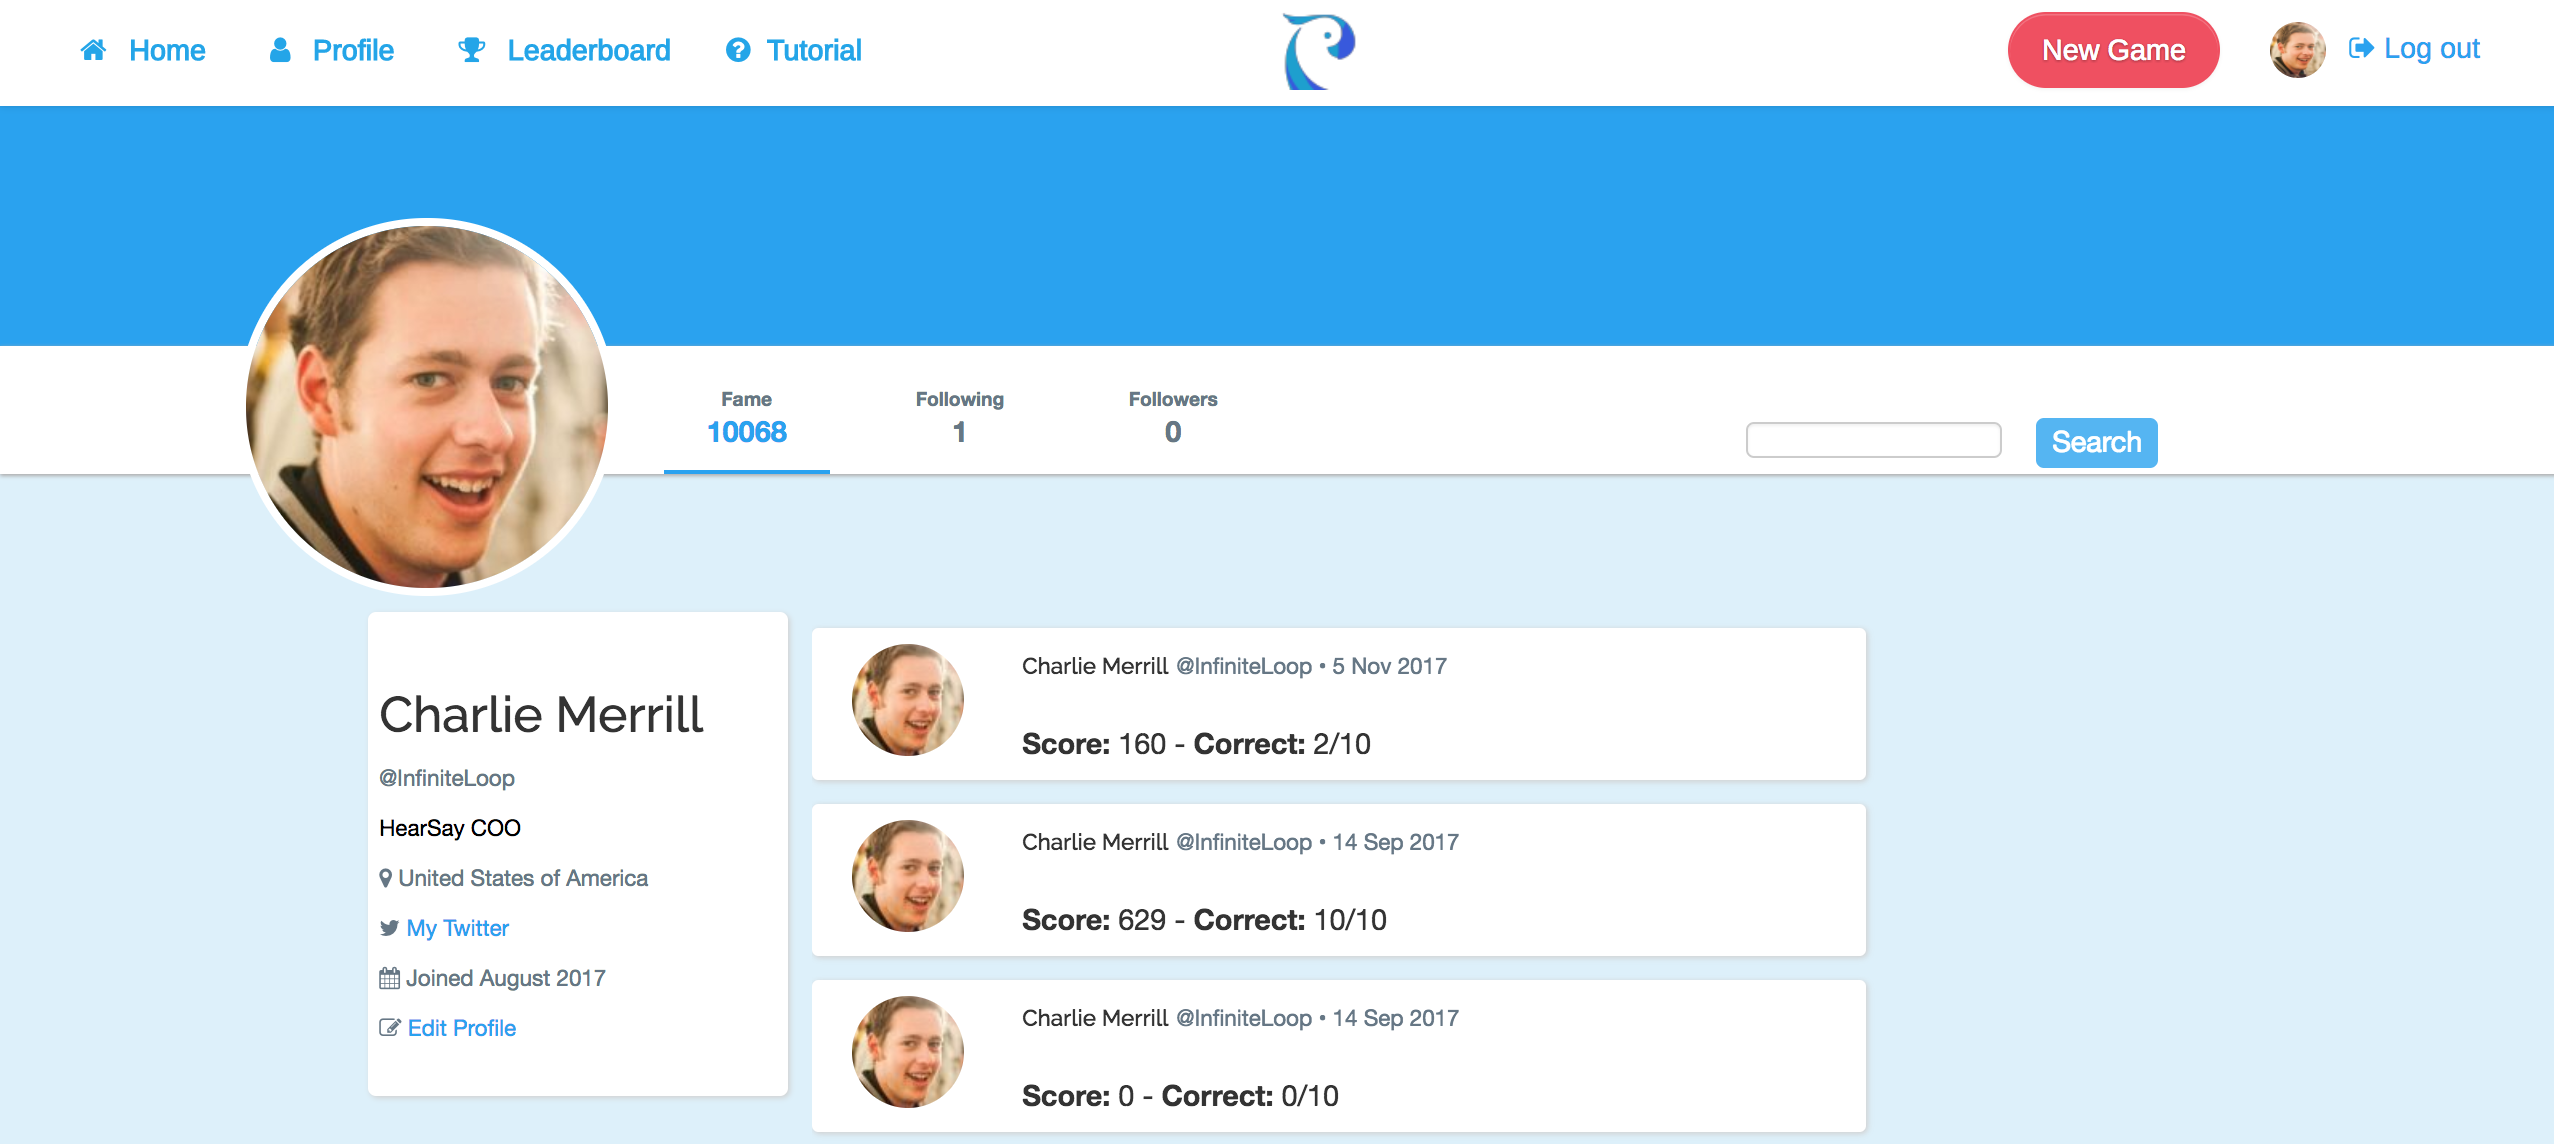 Home Profile Leaderboard Tutorial New Game Log out
Fame Following Followers
10068 1 0
Search
Charlie Merrill
@InfiniteLoop
HearSay COO
United States of America
My Twitter
Joined August 2017
Edit Profile
Charlie Merrill @InfiniteLoop • 5 Nov 2017
Score: 160 - Correct: 2/10
Charlie Merrill @InfiniteLoop • 14 Sep 2017
Score: 629 - Correct: 10/10
Charlie Merrill @InfiniteLoop • 14 Sep 2017
Score: 0 - Correct: 0/10